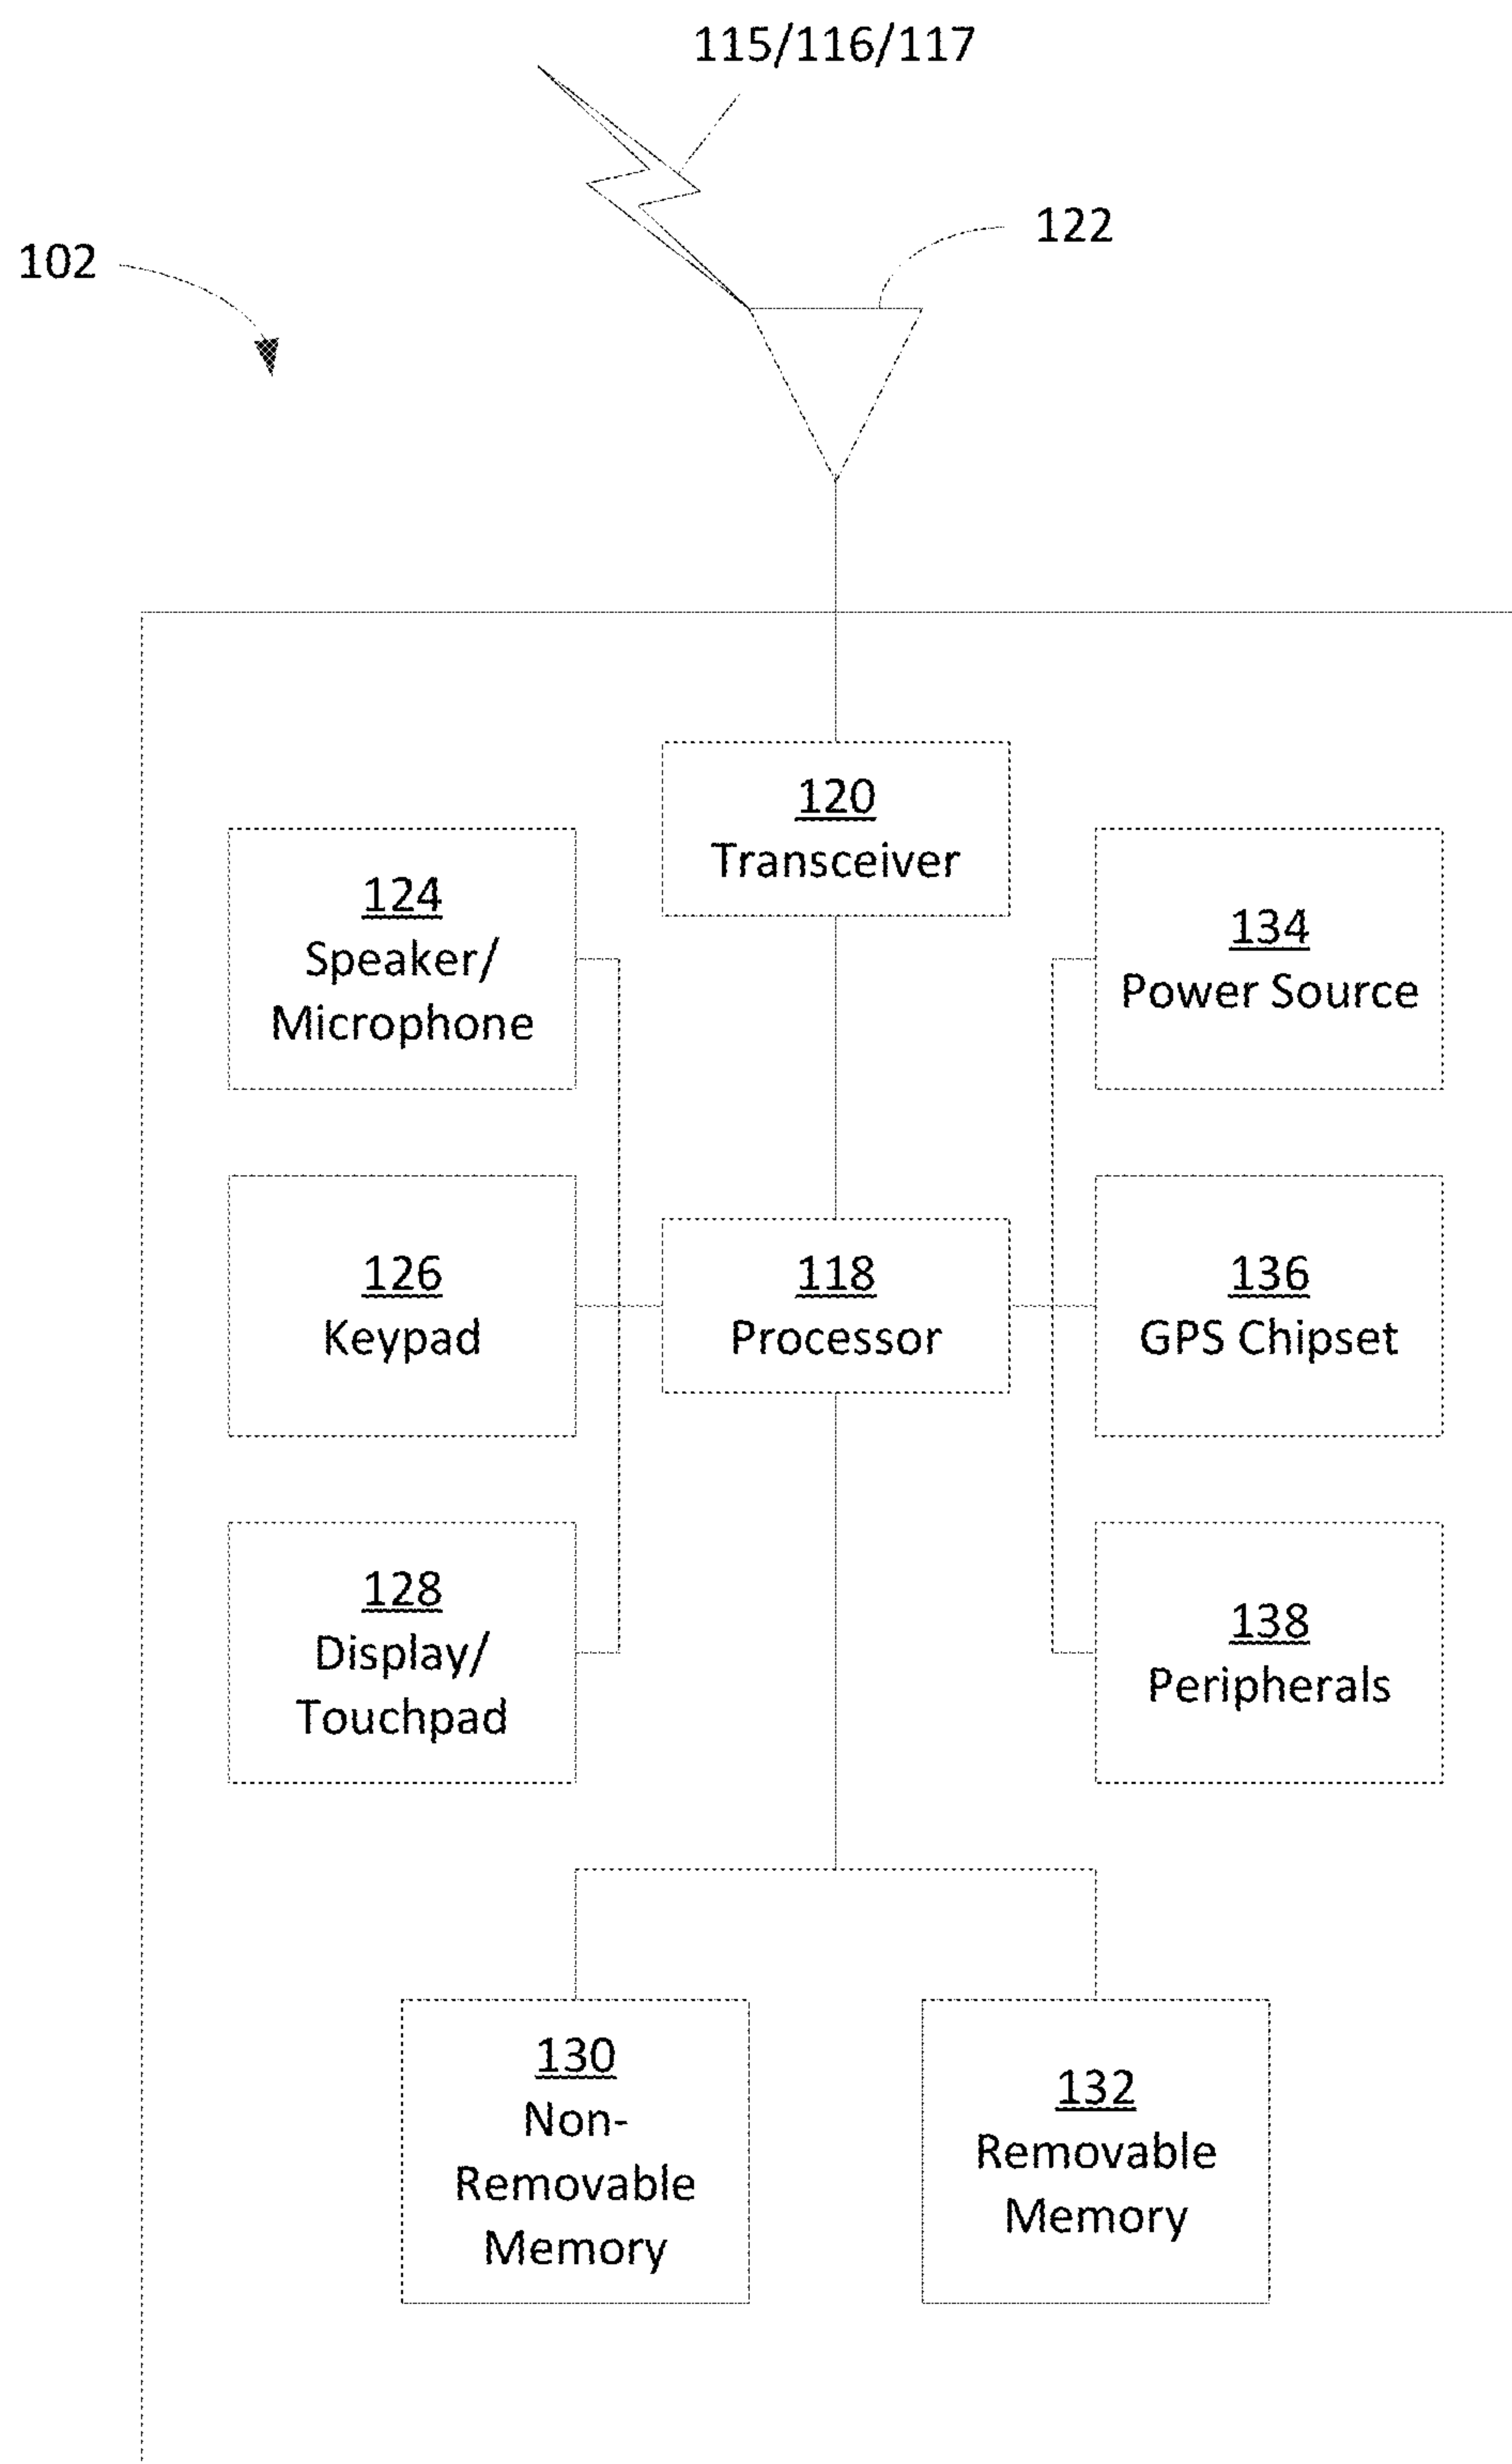 115/116/117
122
102
120
Transceiver
124
Speaker/
Microphone
134
Power Source
126
Keypad
118
Processor
136
GPS Chipset
128
Display/
Touchpad
138
Peripherals
130
Non-
Removable
Memory
132
Removable
Memory